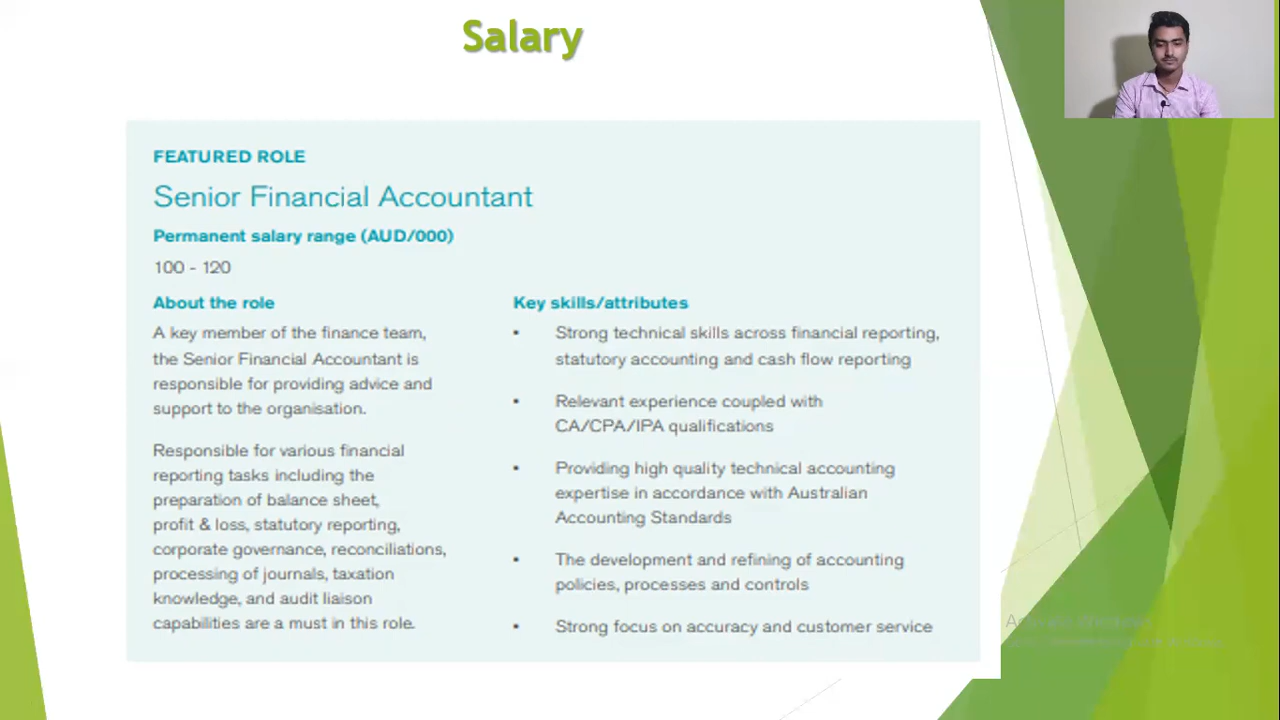 Salary
FEATURED ROLE
Senior Financial Accountant
Permanent salary range (AUD/000)
100 - 120
About the role
A key member of the finance team,
the Senior Financial Accountant is
responsible for providing advice and
support to the organisation.
Responsible for various financial
reporting tasks including the
preparation of balance sheet,
profit & loss, statutory reporting,
corporate governance, reconciliations,
processing of journals, taxation
knowledge, and audit liaison
capabilities are a must in this role.
Key skills/attributes
• Strong technical skills across financial reporting,
statutory accounting and cash flow reporting
• Relevant experience coupled with
CA/CPA/IPA qualifications
• Providing high quality technical accounting
expertise in accordance with Australian
Accounting Standards
• The development and refining of accounting
policies, processes and controls
• Strong focus on accuracy and customer service